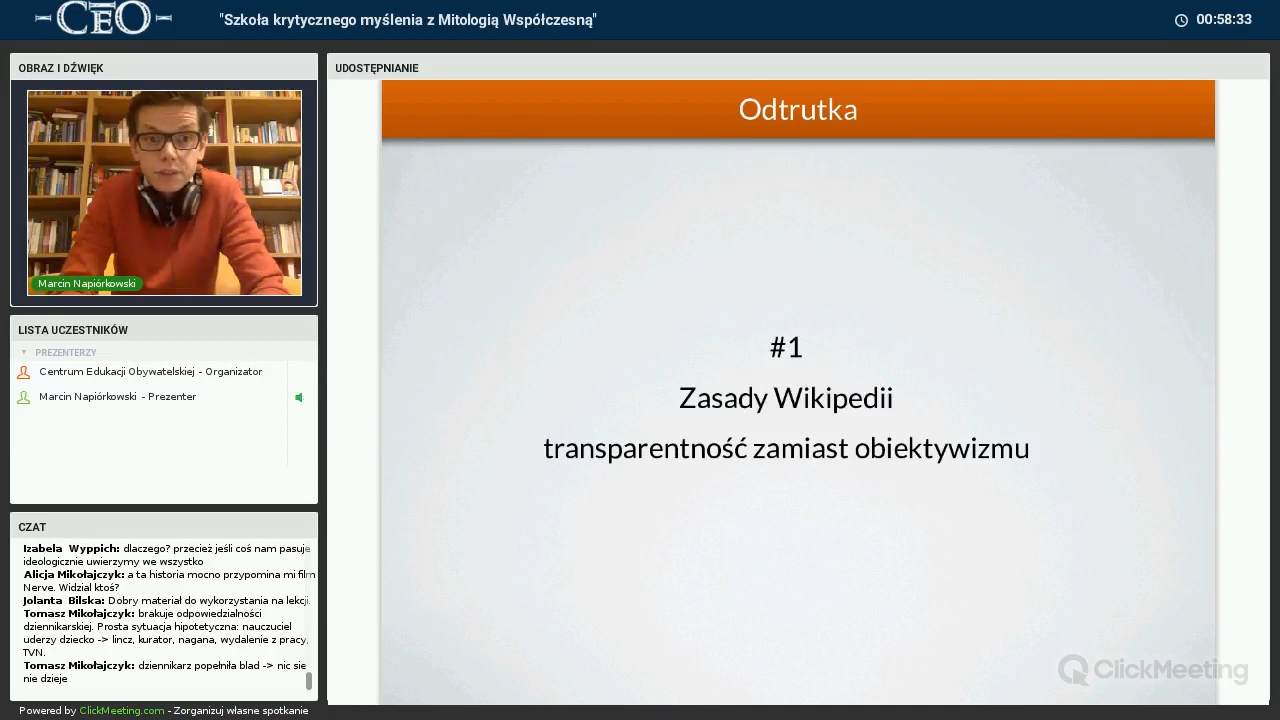 CEO
"Szkoła krytycznego myślenia z Mitologią Współczesną"
00:58:33
OBRAZ I DŹWIĘK
Marcin Napiórkowski
LISTA UCZESTNIKÓW
PREZENTERZY
Centrum Edukacji Obywatelskiej - Organizator
Marcin Napiórkowski - Prezenter
CZAT
Izabela Wyppich: dlaczego? przecież jeśli coś nam pasuje
ideologicznie uwierzymy we wszystko
Alicja Mikołajczyk: a ta historia mocno przypomina mi film
Nerve. Widzial ktoś?
Jolanta Bilska: Dobry materiał do wykorzystania na lekcji.
Tomasz Mikołajczyk: brakuje odpowiedzialności
dziennikarskiej. Prosta sytuacja hipotetyczna: nauczyciel
uderzy dziecko -> lincz, kurator, nagana, wydalenie z pracy,
TVN.
Tomasz Mikołajczyk: dziennikarz popełniła blad -> nic sie
nie dzieje
Powered by ClickMeeting.com - Zorganizuj własne spotkanie
UDOSTĘPNIANIE
Odtrutka
#1
Zasady Wikipedii
transparentność zamiast obiektywizmu
ClickMeeting